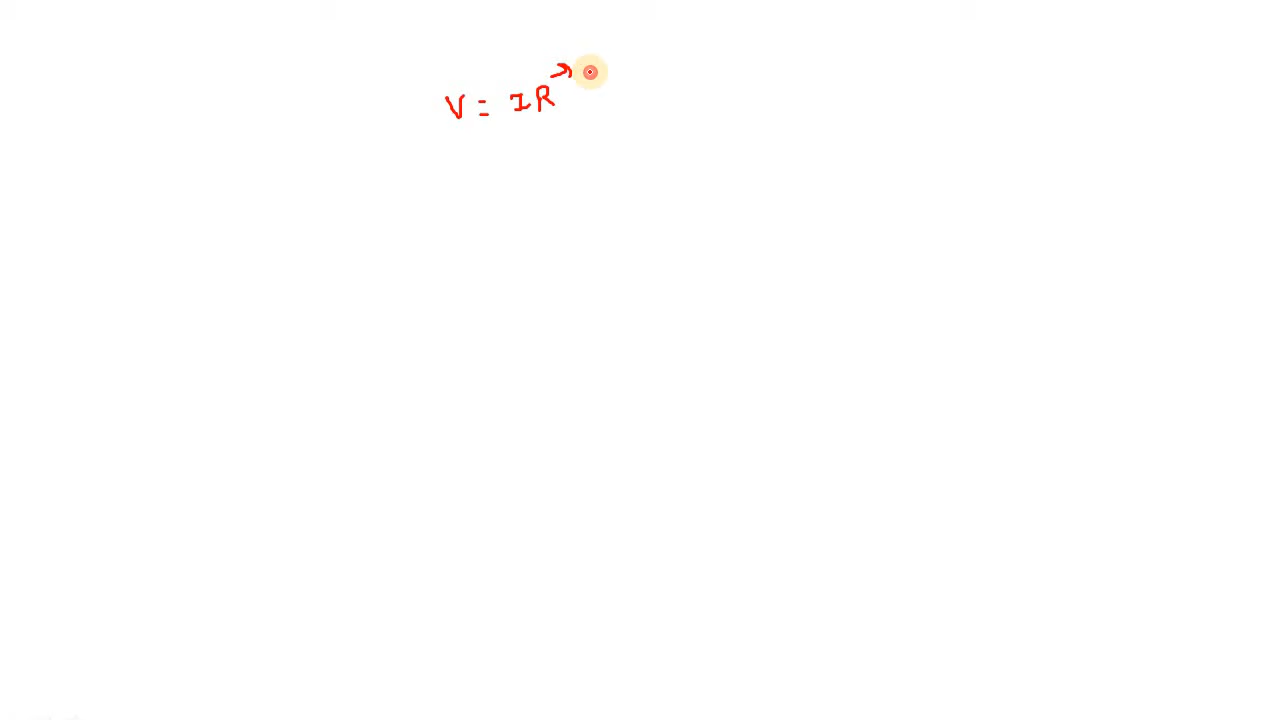 V = IR →